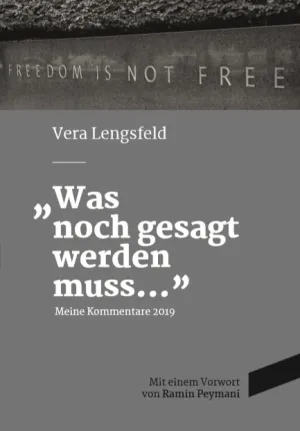 FREEDOM IS NOT FREE
Vera Lengsfeld
„Was
noch gesagt
werden
muss...”
Meine Kommentare 2019
Mit einem Vorwort
von Ramin Peymani